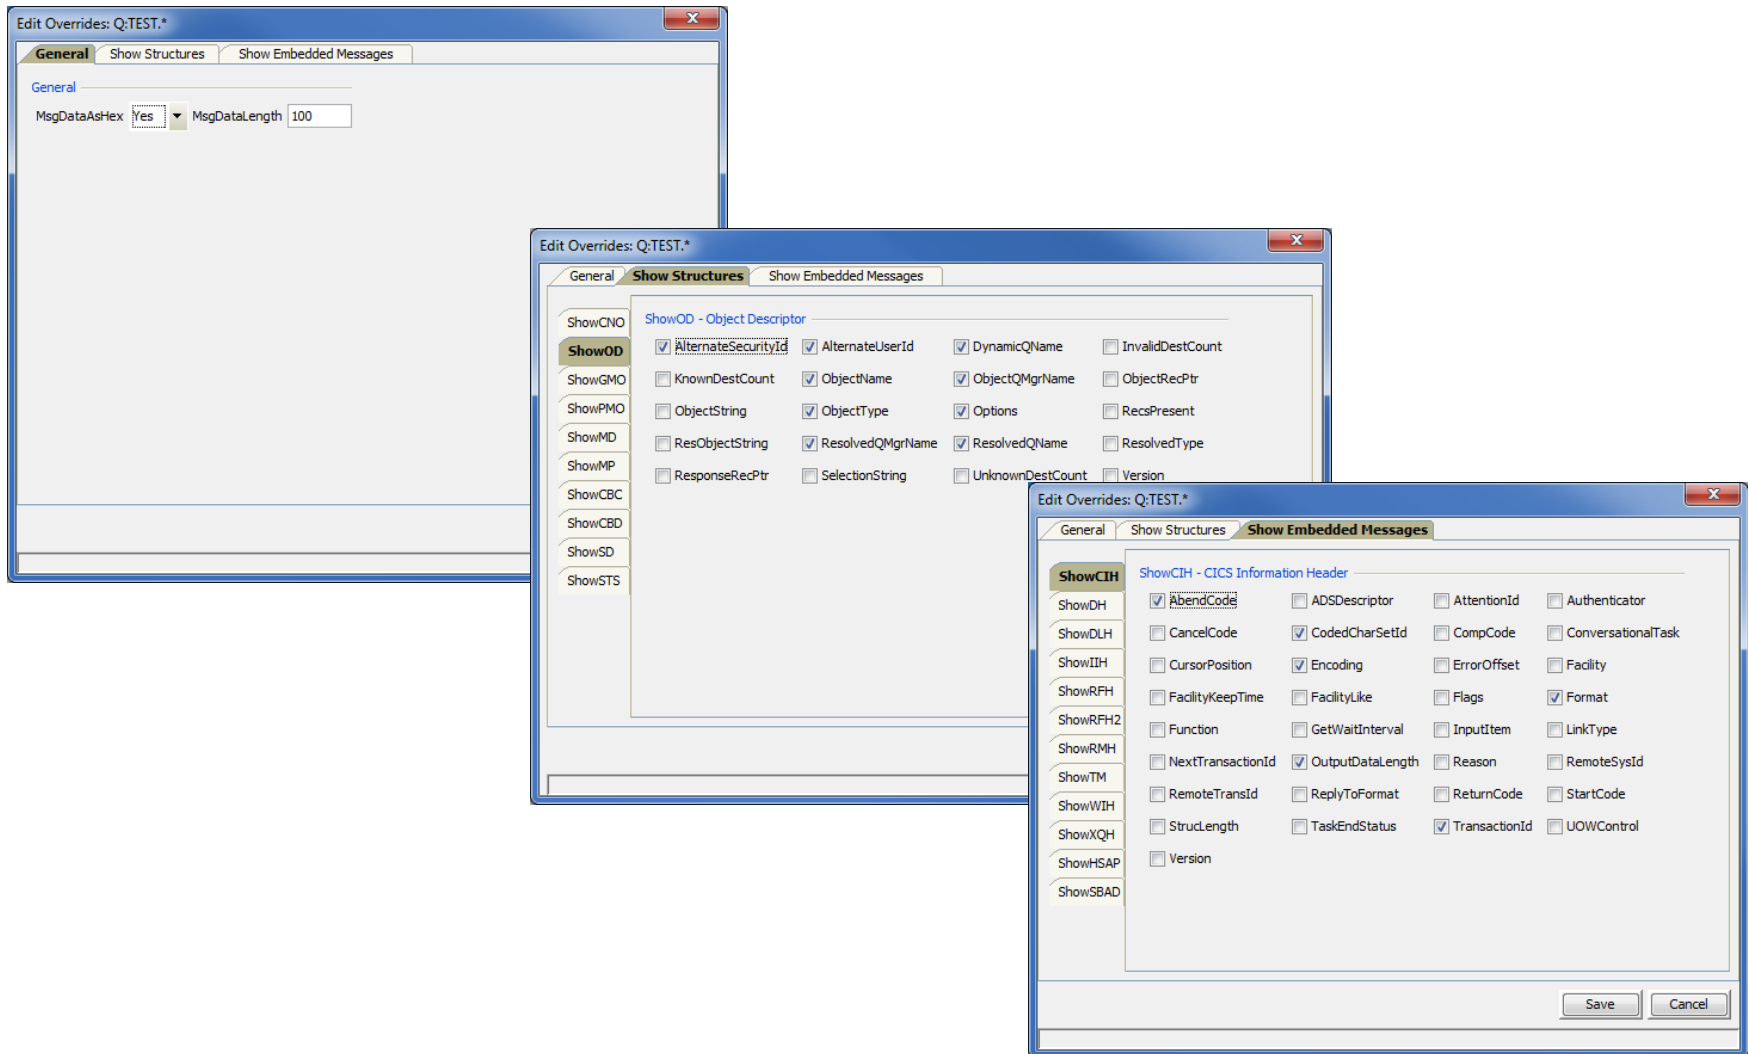 Edit Overrides: Q:TEST.*
General Show Structures Show Embedded Messages
General
MsgDataAsHex Yes MsgDataLength 100
Edit Overrides: Q:TEST.*
General Show Structures Show Embedded Messages
ShowCNO
ShowOD
ShowGMO
ShowPMO
ShowMD
ShowMP
ShowCBC
ShowCBD
ShowSD
ShowSTS
ShowOD - Object Descriptor
AlternateSecurityId AlternateUserId DynamicQName InvalidDestCount
KnownDestCount ObjectName ObjectQMgrName ObjectRecPtr
ObjectString ObjectType Options RecsPresent
ResObjectString ResolvedQMgrName ResolvedQName ResolvedType
ResponseRecPtr SelectionString UnknownDestCount Version
Edit Overrides: Q:TEST.*
General Show Structures Show Embedded Messages
ShowCIH
ShowDH
ShowDLH
ShowIIH
ShowRFH
ShowRFH2
ShowRMH
ShowTM
ShowWIH
ShowXQH
ShowHSAP
ShowSBAD
ShowCIH - CICS Information Header
AbendCode ADSDescriptor AttentionId Authenticator
CancelCode CodedCharSetId CompCode ConversationalTask
CursorPosition Encoding ErrorOffset Facility
FacilityKeepTime FacilityLike Flags Format
Function GetWaitInterval InputItem LinkType
NextTransactionId OutputDataLength Reason RemoteSysId
RemoteTransId ReplyToFormat ReturnCode StartCode
StrucLength TaskEndStatus TransactionId UOWControl
Version
Save Cancel